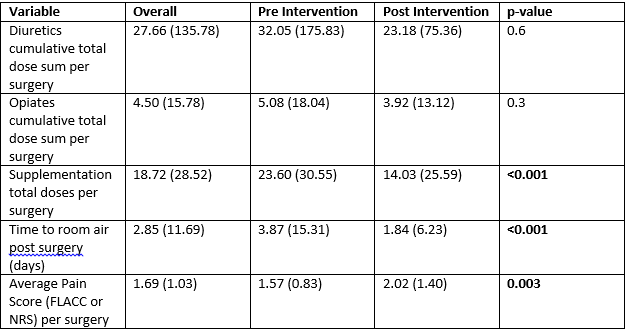 Variable Overall Pre Intervention Post Intervention p-value
Diuretics 27.66 (135.78) 32.05 (175.83) 23.18 (75.36) 0.6
cumulative total
dose sum per
surgery
Opiates 4.50 (15.78) 5.08 (18.04) 3.92 (13.12) 0.3
cumulative total
dose sum per
surgery
Supplementation 18.72 (28.52) 23.60 (30.55) 14.03 (25.59) <0.001
total doses per
surgery
Time to room air 2.85 (11.69) 3.87 (15.31) 1.84 (6.23) <0.001
post surgery
(days)
Average Pain 1.69 (1.03) 1.57 (0.83) 2.02 (1.40) 0.003
Score (FLACC or
NRS) per surgery